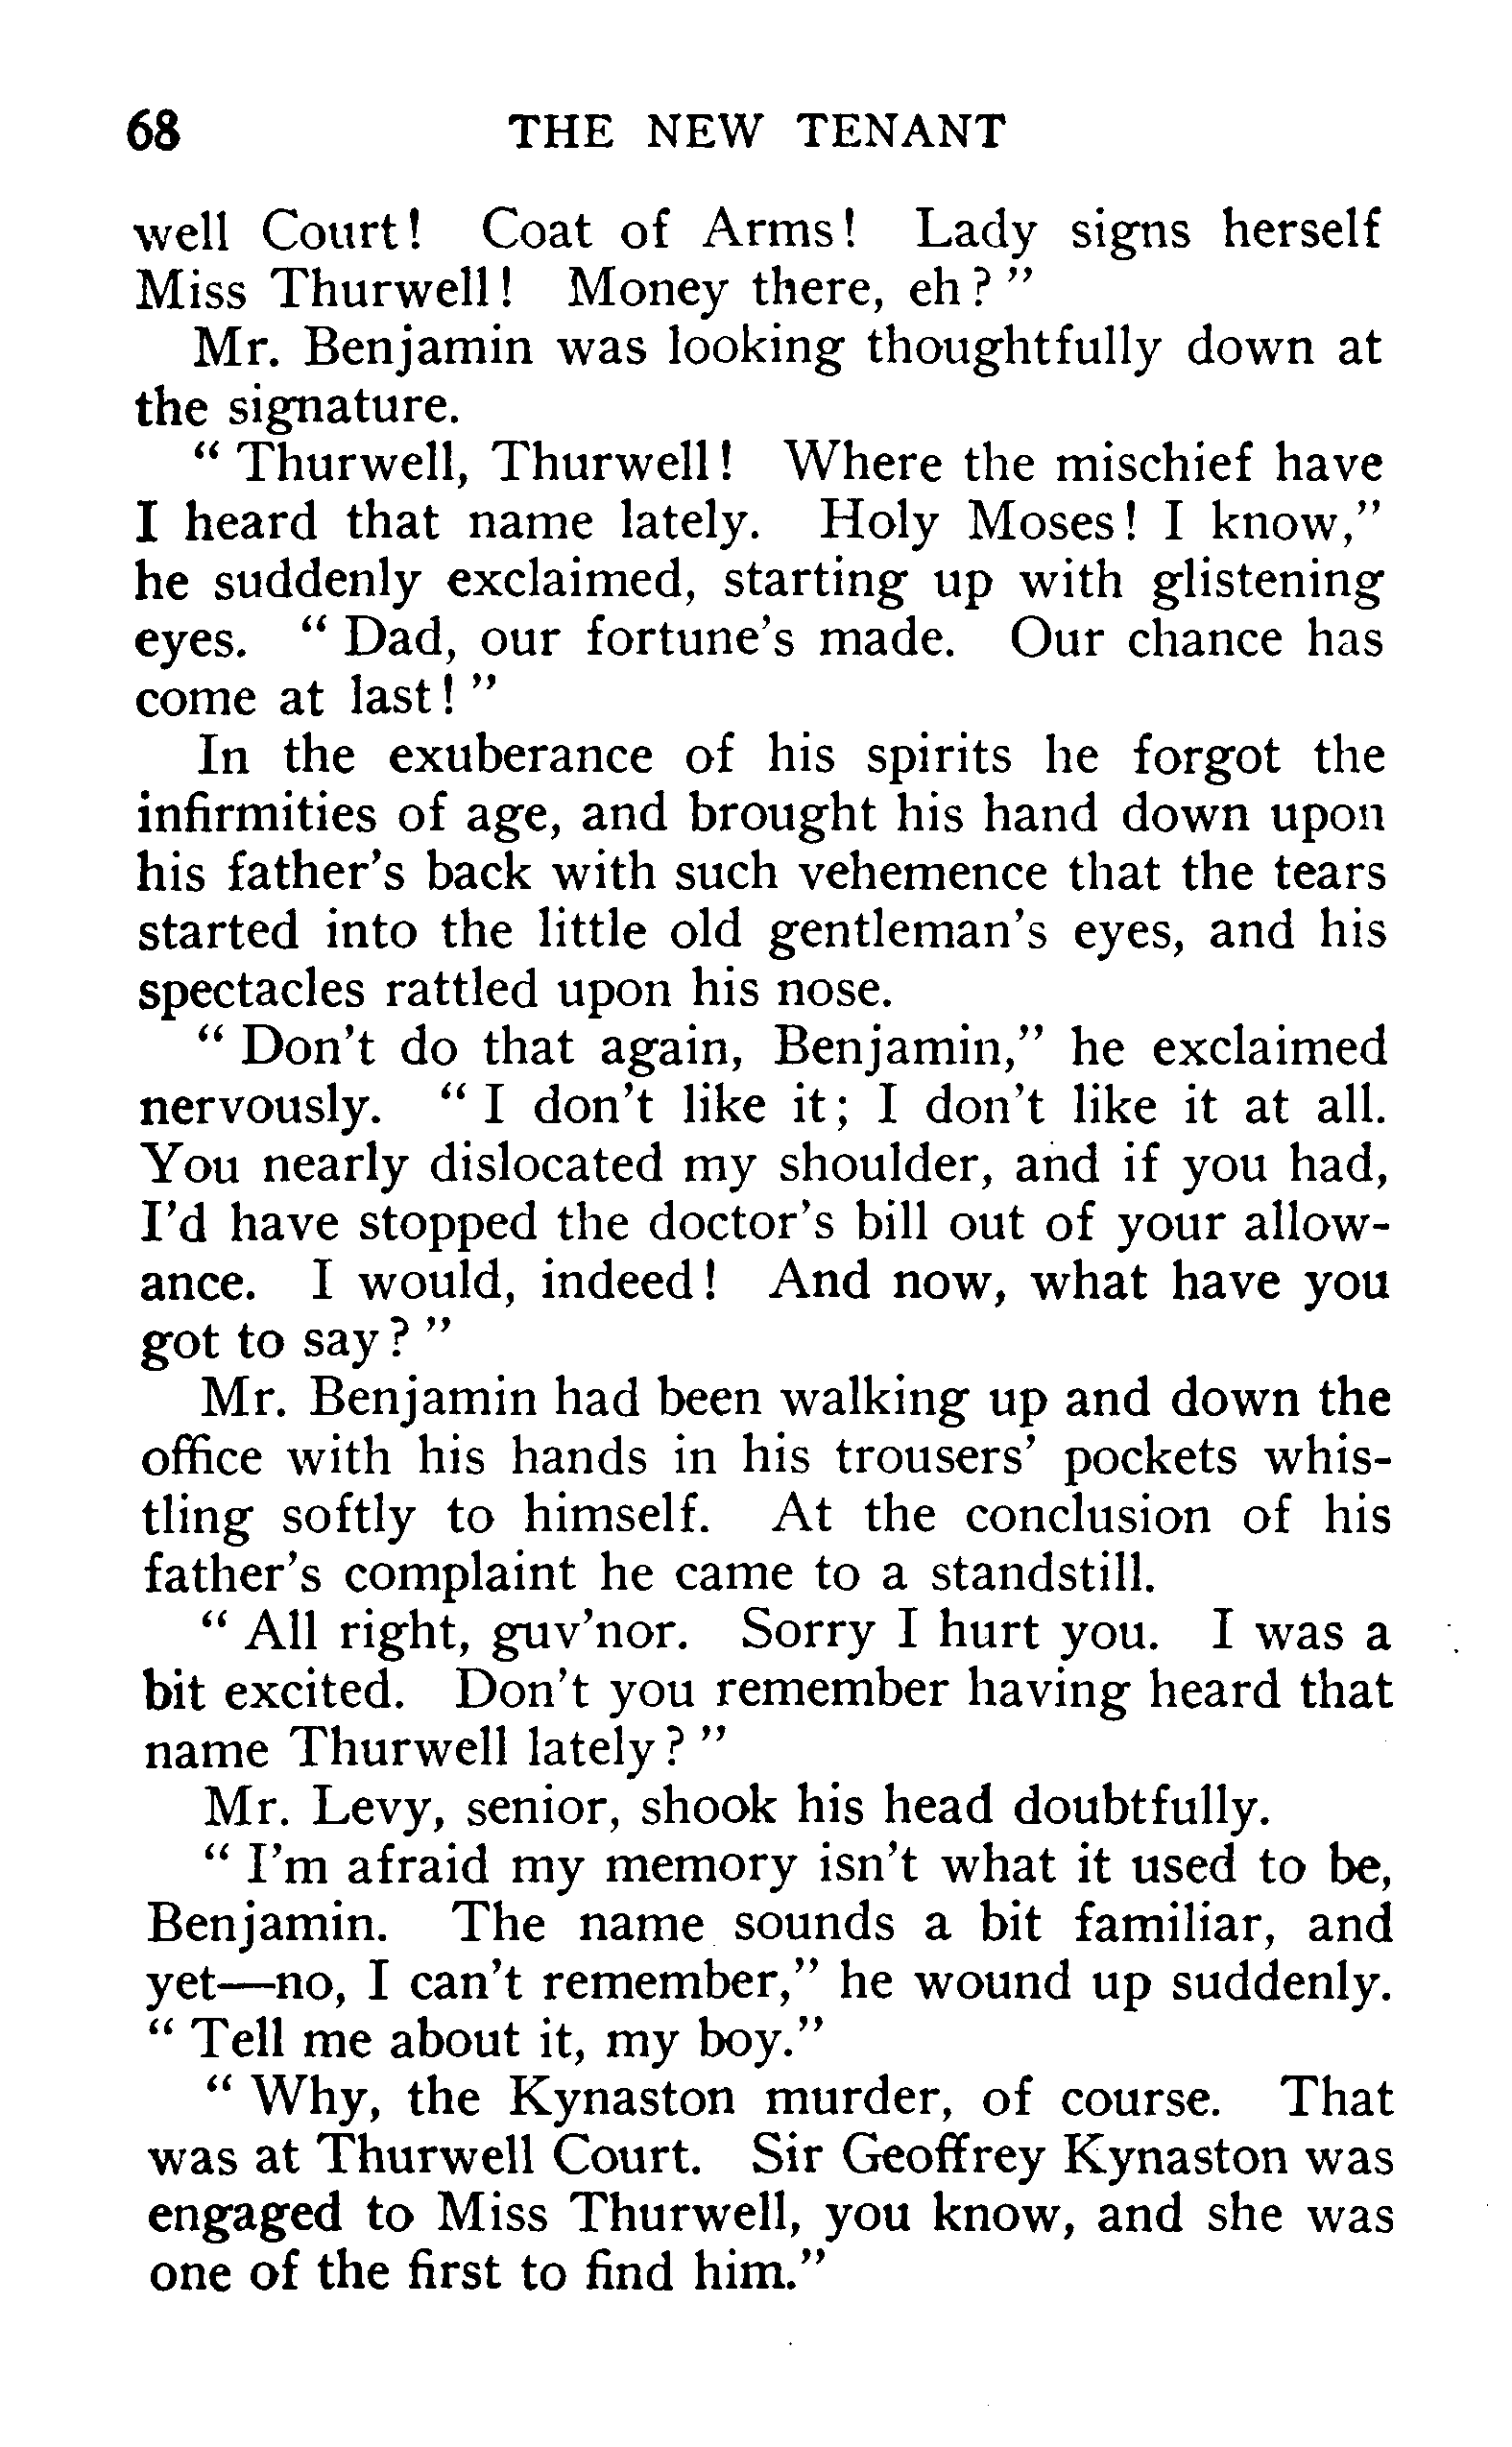 68 THE NEW TENANT
well Court! Coat of Arms! Lady signs herself
Miss Thurwell! Money there, eh?"
Mr. Benjamin was looking thoughtfully down at
the signature.
"Thurwell, Thurwell! Where the mischief have
I heard that name lately. Holy Moses! I know,"
he suddenly exclaimed, starting up with glistening
eyes. "Dad, our fortune's made. Our chance has
come at last!"
In the exuberance of his spirits he forgot the
infirmities of age, and brought his hand down upon
his father's back with such vehemence that the tears
started into the little old gentleman's eyes, and his
spectacles rattled upon his nose.
"Don't do that again, Benjamin," he exclaimed
nervously. "I don't like it; I don't like it at all.
You nearly dislocated my shoulder, and if you had,
I'd have stopped the doctor's bill out of your allow-
ance. I would, indeed! And now, what have you
got to say?"
Mr. Benjamin had been walking up and down the
office with his hands in his trousers' pockets whis-
tling softly to himself. At the conclusion of his
father's complaint he came to a standstill.
"All right, guv'nor. Sorry I hurt you. I was a
bit excited. Don't you remember having heard that
name Thurwell lately?"
Mr. Levy, senior, shook his head doubtfully.
"I'm afraid my memory isn't what it used to be,
Benjamin. The name sounds a bit familiar, and
yet—no, I can't remember," he wound up suddenly.
"Tell me about it, my boy."
"Why, the Kynaston murder, of course. That
was at Thurwell Court. Sir Geoffrey Kynaston was
engaged to Miss Thurwell, you know, and she was
one of the first to find him."